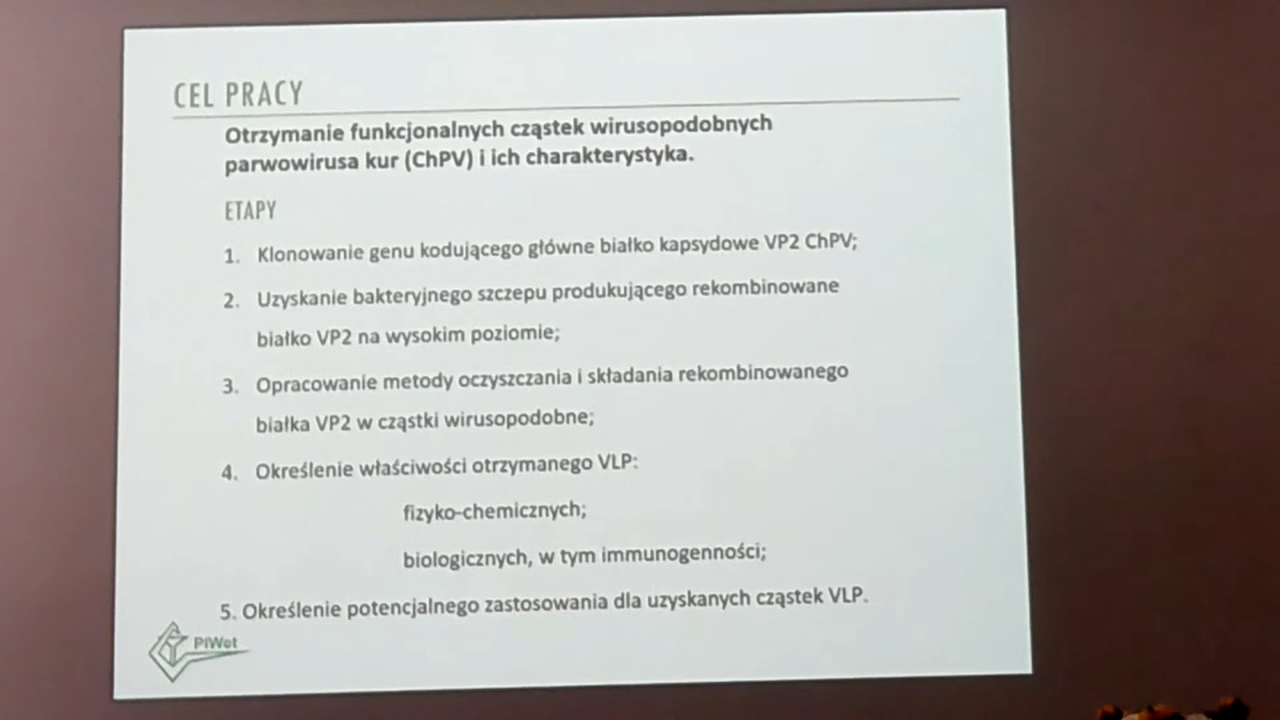 CEL PRACY
Otrzymanie funkcjonalnych cząstek wirusopodobnych
parwowirusa kur (ChPV) i ich charakterystyka.
ETAPY
1. Klonowanie genu kodującego główne białko kapsydowe VP2 ChPV;
2. Uzyskanie bakteryjnego szczepu produkującego rekombinowane
białko VP2 na wysokim poziomie;
3. Opracowanie metody oczyszczania i składania rekombinowanego
białka VP2 w cząstki wirusopodobne;
4. Określenie właściwości otrzymanego VLP:
fizyko-chemicznych;
biologicznych, w tym immunogenności;
5. Określenie potencjalnego zastosowania dla uzyskanych cząstek VLP.
PIWet